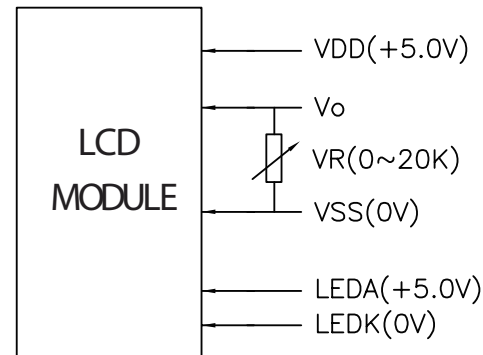 LCD
MODULE
VDD(+5.0V)
Vo
VR(0~20K)
VSS(0V)
LEDA(+5.0V)
LEDK(0V)